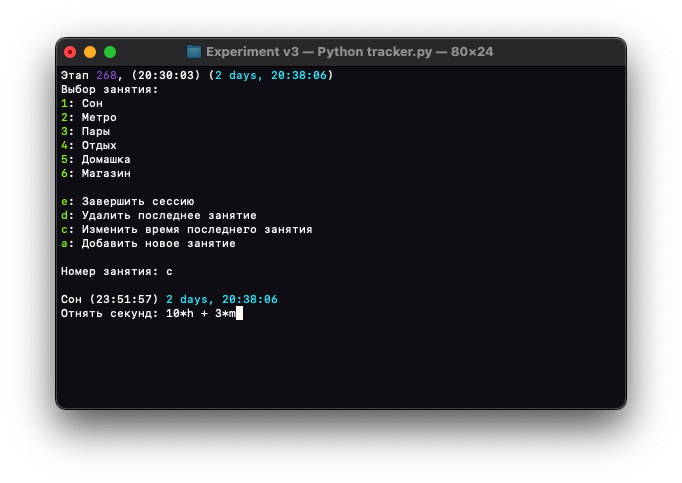 Experiment v3 — Python tracker.py — 80×24
Этап 268, (20:30:03) (2 days, 20:38:06)
Выбор занятия:
1: Сон
2: Метро
3: Пары
4: Отдых
5: Домашка
6: Магазин
e: Завершить сессию
d: Удалить последнее занятие
c: Изменить время последнего занятия
a: Добавить новое занятие
Номер занятия: c
Сон (23:51:57) 2 days, 20:38:06
Отнять секунд: 10*h + 3*m